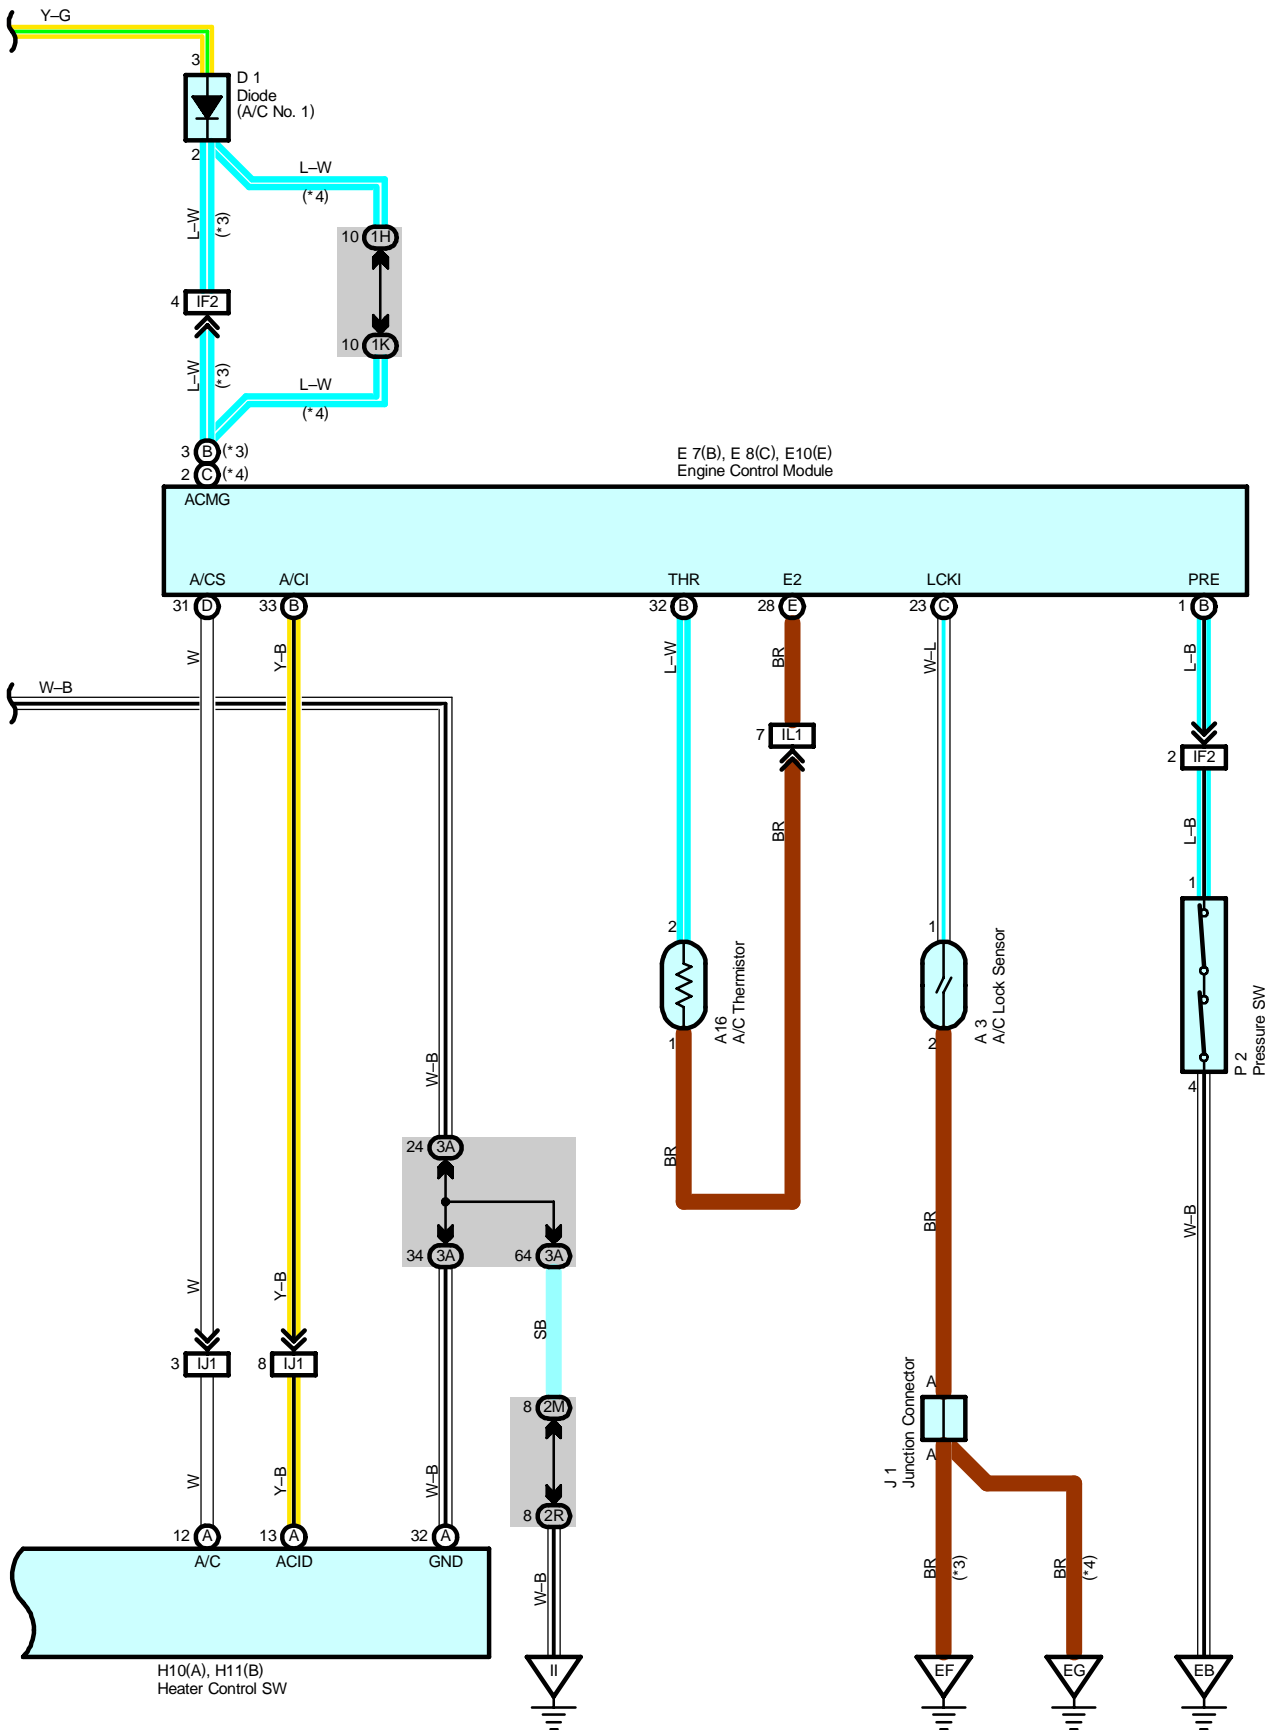 Y–G
3
D 1
Diode
(A/C No. 1)
2
L–W
(*4)
L–W
(*3)
10 1H
4 IF2
10 1K
L–W
(*3)
L–W
(*4)
3 B (*3)
2 C (*4)
E 7(B), E 8(C), E10(E)
Engine Control Module
ACMG
A/CS
A/CI
THR
E2
LCKI
PRE
31 D
33 B
32 B
28 E
23 C
1 B
W
Y–B
L–W
BR
W–L
L–B
W–B
7 IL1
2 IF2
BR
L–B
1
2
A16
A/C Thermistor
1
1
A 3
A/C Lock Sensor
2
P 2
Pressure SW
4
W–B
24 3A
BR
34 3A
64 3A
BR
W–B
W
Y–B
SB
3 IJ1
8 IJ1
A
J 1
Junction Connector
A
8 2M
W
Y–B
W–B
8 2R
12 A
13 A
32 A
A/C
ACID
GND
W–B
BR
(*3)
BR
(*4)
H10(A), H11(B)
Heater Control SW
II
EF
EG
EB